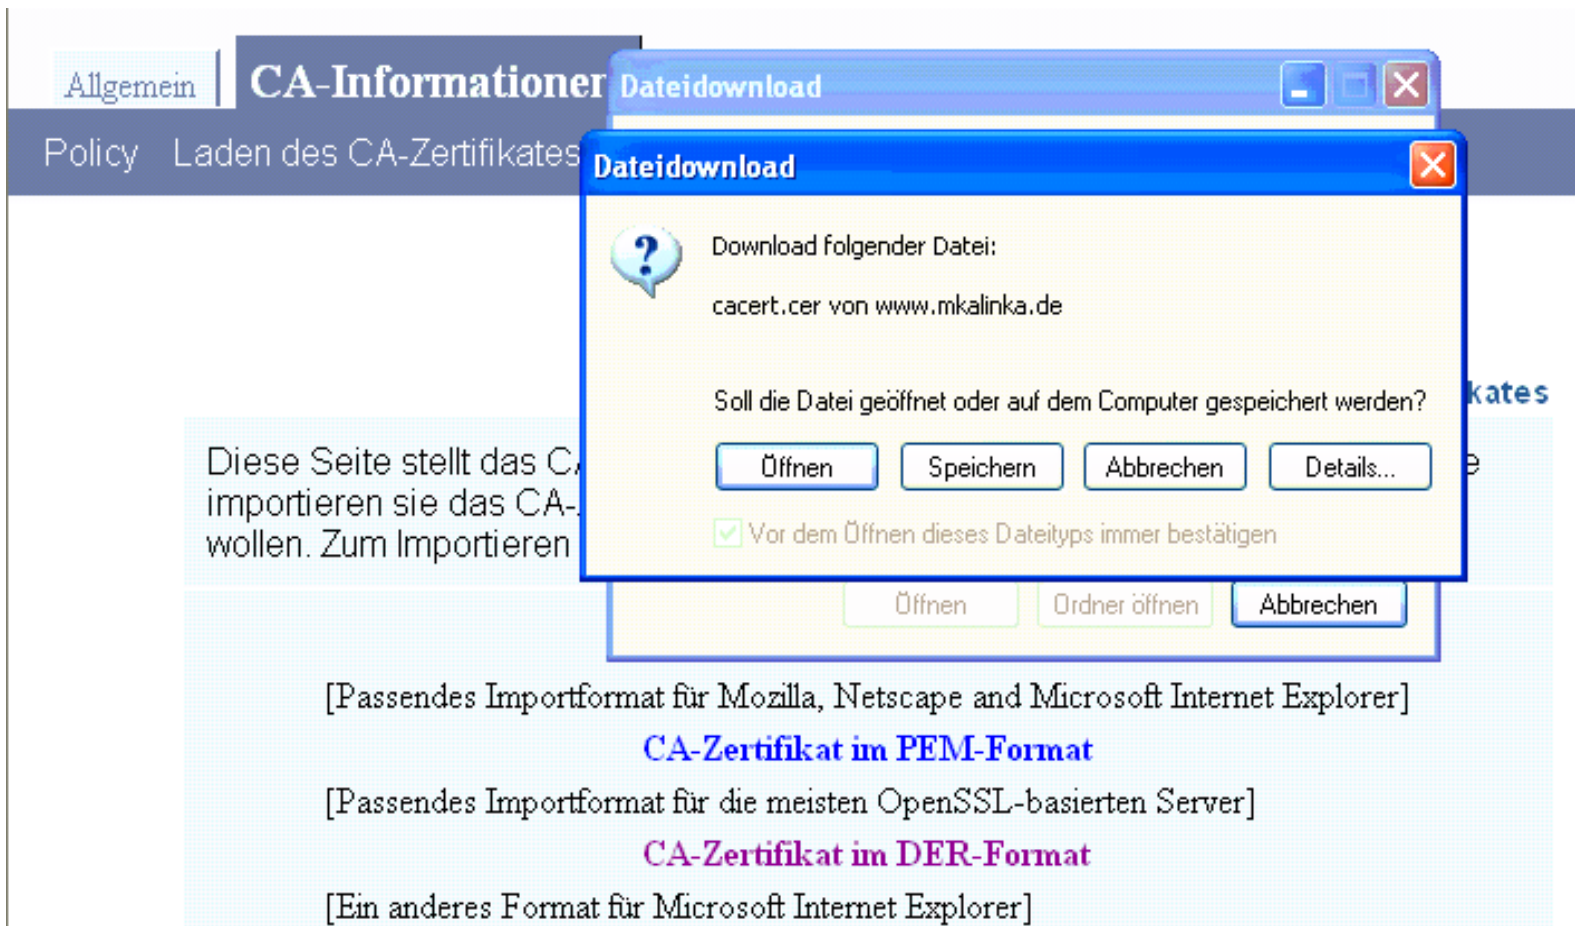 Allgemein
CA-Informationen
Policy Laden des CA-Zertifikates
Dateidownload
Dateidownload
Download folgender Datei:
cacert.cer von www.mkalinka.de
Soll die Datei geöffnet oder auf dem Computer gespeichert werden?
Öffnen Speichern Abbrechen Details...
Vor dem Öffnen dieses Dateityps immer bestätigen
Öffnen Ordner öffnen Abbrechen
kates
Diese Seite stellt das
importieren sie das CA-
wollen. Zum Importieren
[Passendes Importformat für Mozilla, Netscape and Microsoft Internet Explorer]
CA-Zertifikat im PEM-Format
[Passendes Importformat für die meisten OpenSSL-basierten Server]
CA-Zertifikat im DER-Format
[Ein anderes Format für Microsoft Internet Explorer]